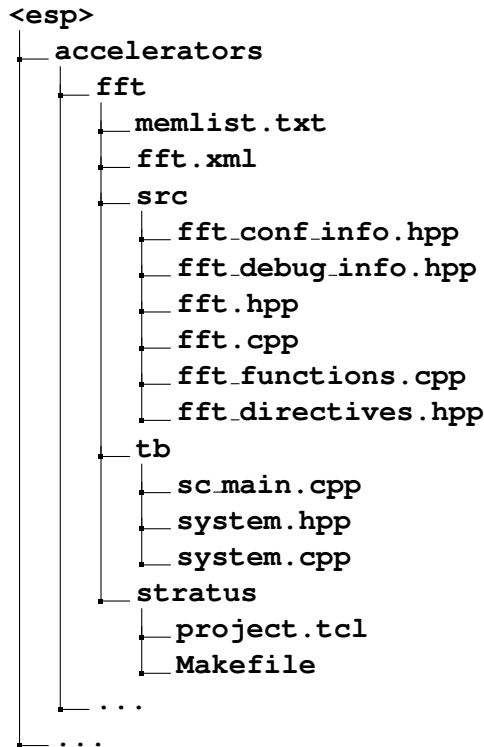 <esp>
accelerators
fft
memlist.txt
fft.xml
src
fft_conf_info.hpp
fft_debug_info.hpp
fft.hpp
fft.cpp
fft_functions.cpp
fft_directives.hpp
tb
sc_main.cpp
system.hpp
system.cpp
stratus
project.tcl
Makefile
...
...